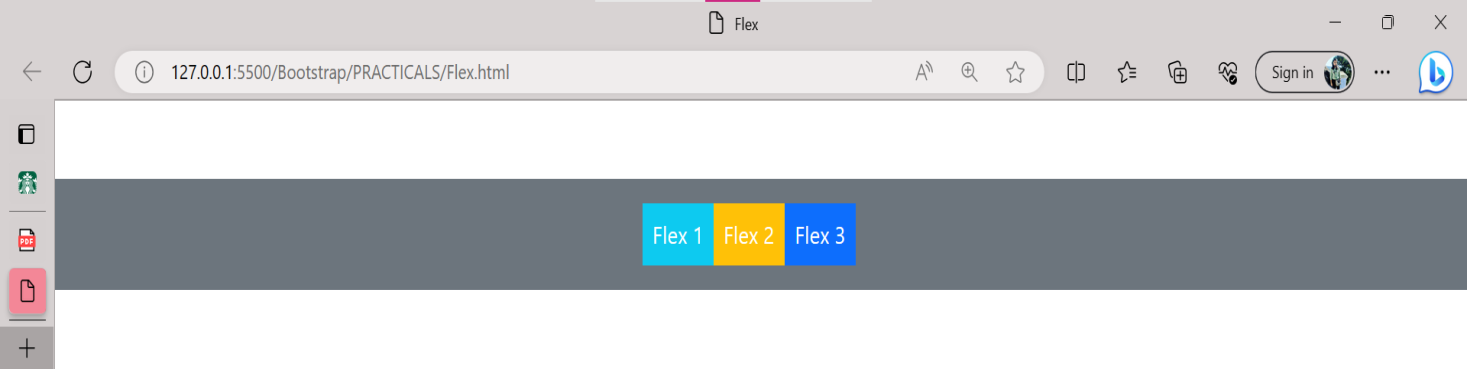 Flex
127.0.0.1:5500/Bootstrap/PRACTICALS/Flex.html
Sign in
PDF
Flex 1 Flex 2 Flex 3